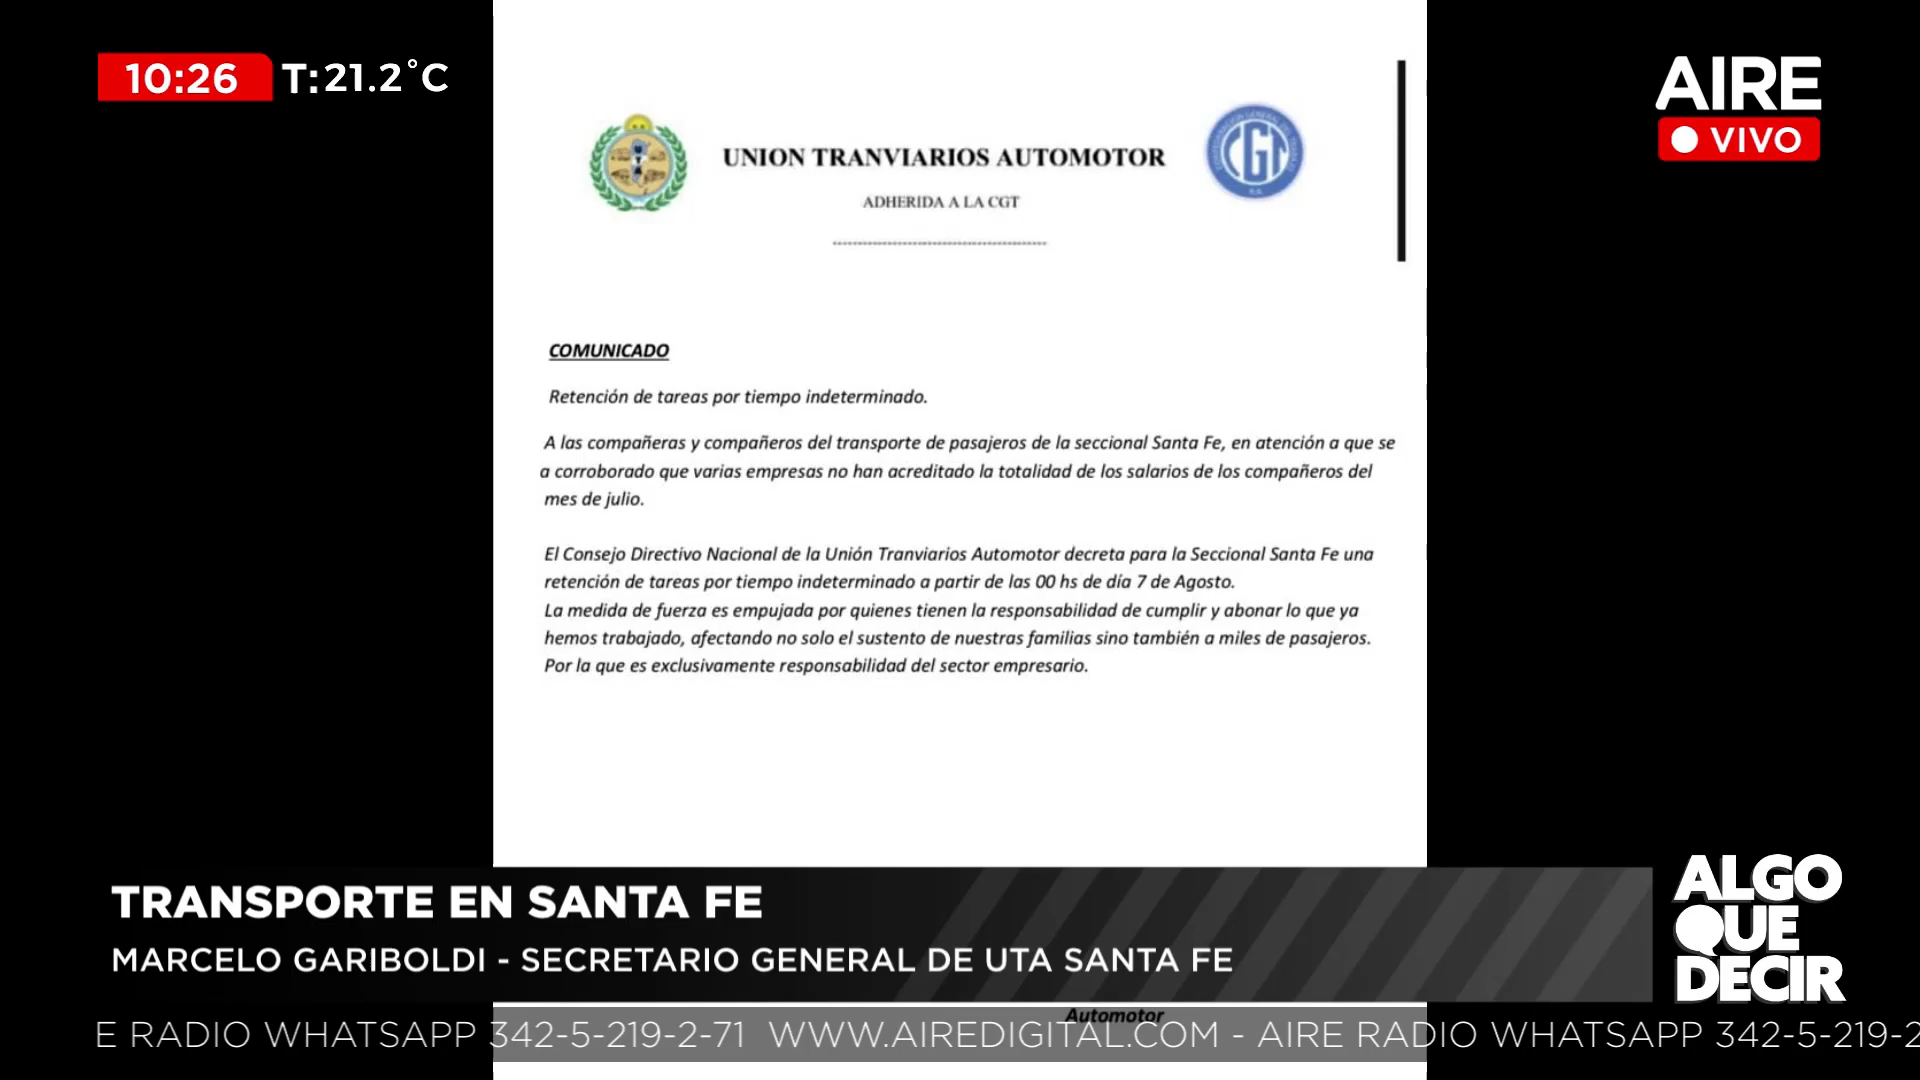 10:26 T:21.2°C
AIRE
VIVO
UNION TRANVIARIOS AUTOMOTOR
ADHERIDA A LA CGT
CGT
COMUNICADO
Retención de tareas por tiempo indeterminado.
A las compañeras y compañeros del transporte de pasajeros de la seccional Santa Fe, en atención a que se
a corroborado que varias empresas no han acreditado la totalidad de los salarios de los compañeros del
mes de julio.
El Consejo Directivo Nacional de la Unión Tranviarios Automotor decreta para la Seccional Santa Fe una
retención de tareas por tiempo indeterminado a partir de las 00 hs de día 7 de Agosto.
La medida de fuerza es empujada por quienes tienen la responsabilidad de cumplir y abonar lo que ya
hemos trabajado, afectando no solo el sustento de nuestras familias sino también a miles de pasajeros.
Por la que es exclusivamente responsabilidad del sector empresario.
TRANSPORTE EN SANTA FE
MARCELO GARIBOLDI - SECRETARIO GENERAL DE UTA SANTA FE
ALGO
QUE
DECIR
Automotor
E RADIO WHATSAPP 342-5-219-2-71 WWW.AIREDIGITAL.COM - AIRE RADIO WHATSAPP 342-5-219-2